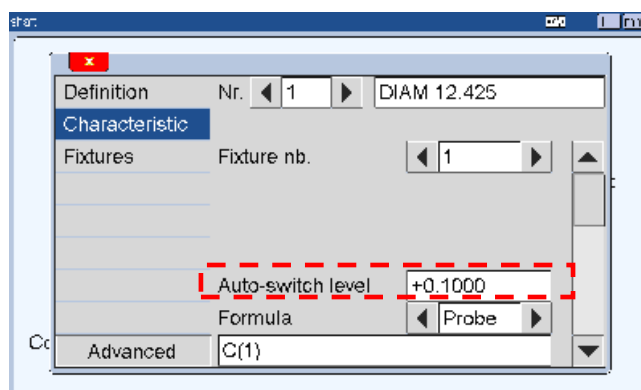 x
Definition Nr. 1 DIAM 12.425
Characteristic
Fixtures Fixture nb. 1
Auto-switch level +0.1000
Formula Probe
Advanced C(1)